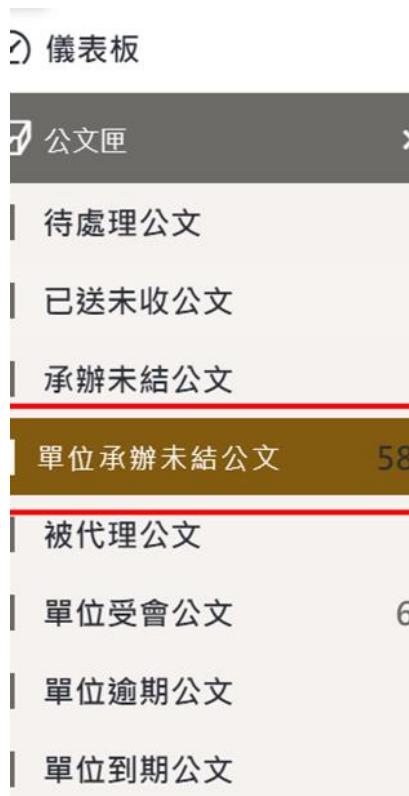 儀表板
公文匣
待處理公文
已送未收公文
承辦未結公文
單位承辦未結公文 58
被代理公文
單位受會公文 6
單位逾期公文
單位到期公文